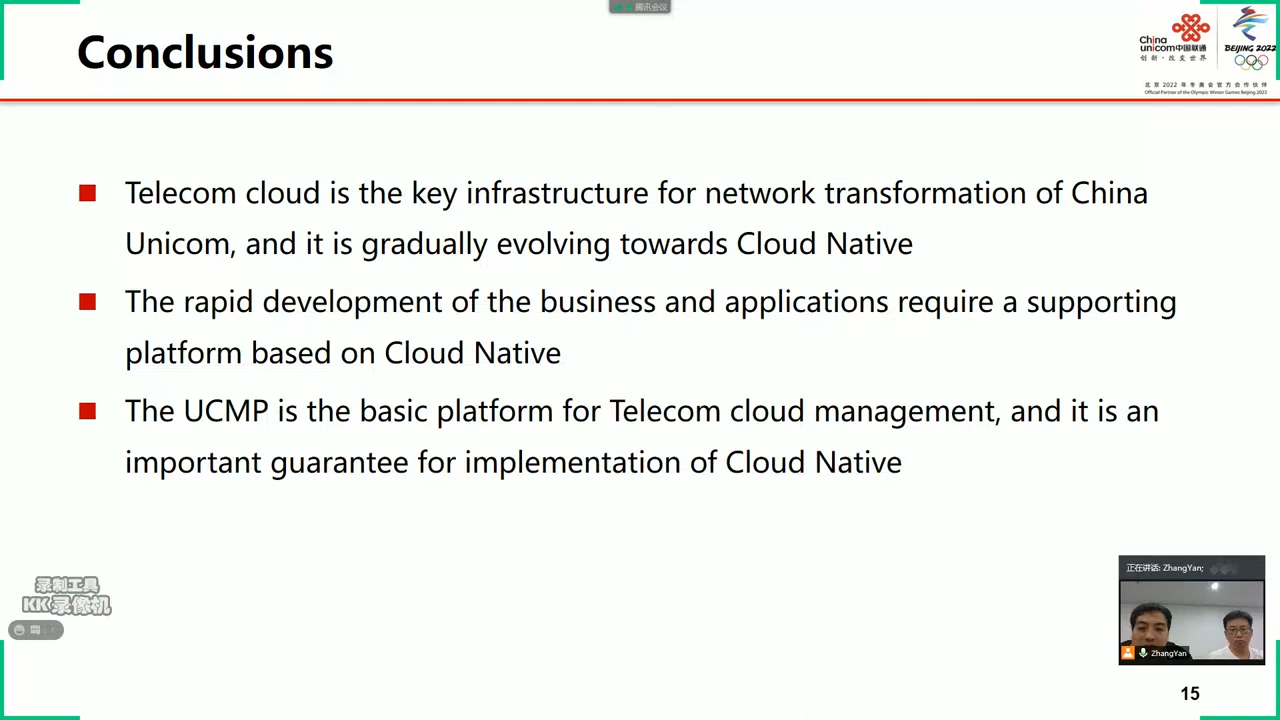 腾讯会议
Conclusions
China
unicom中国联通
创新·改变世界
BEIJING 2022
北京2022年冬奥会官方合作伙伴
Official Partner of the Olympic Winter Games Beijing 2022
Telecom cloud is the key infrastructure for network transformation of China
Unicom, and it is gradually evolving towards Cloud Native
The rapid development of the business and applications require a supporting
platform based on Cloud Native
The UCMP is the basic platform for Telecom cloud management, and it is an
important guarantee for implementation of Cloud Native
录制工具
KK录像机
正在讲话: ZhangYan;
ZhangYan
15